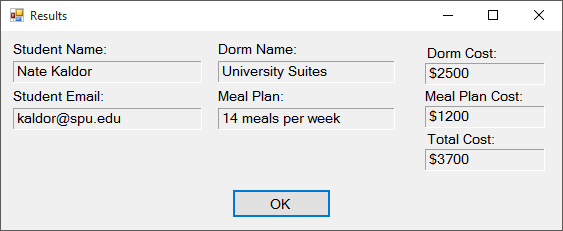 Results
Student Name:
Nate Kaldor
Student Email:
kaldor@spu.edu
Dorm Name:
University Suites
Meal Plan:
14 meals per week
Dorm Cost:
$2500
Meal Plan Cost:
$1200
Total Cost:
$3700
OK